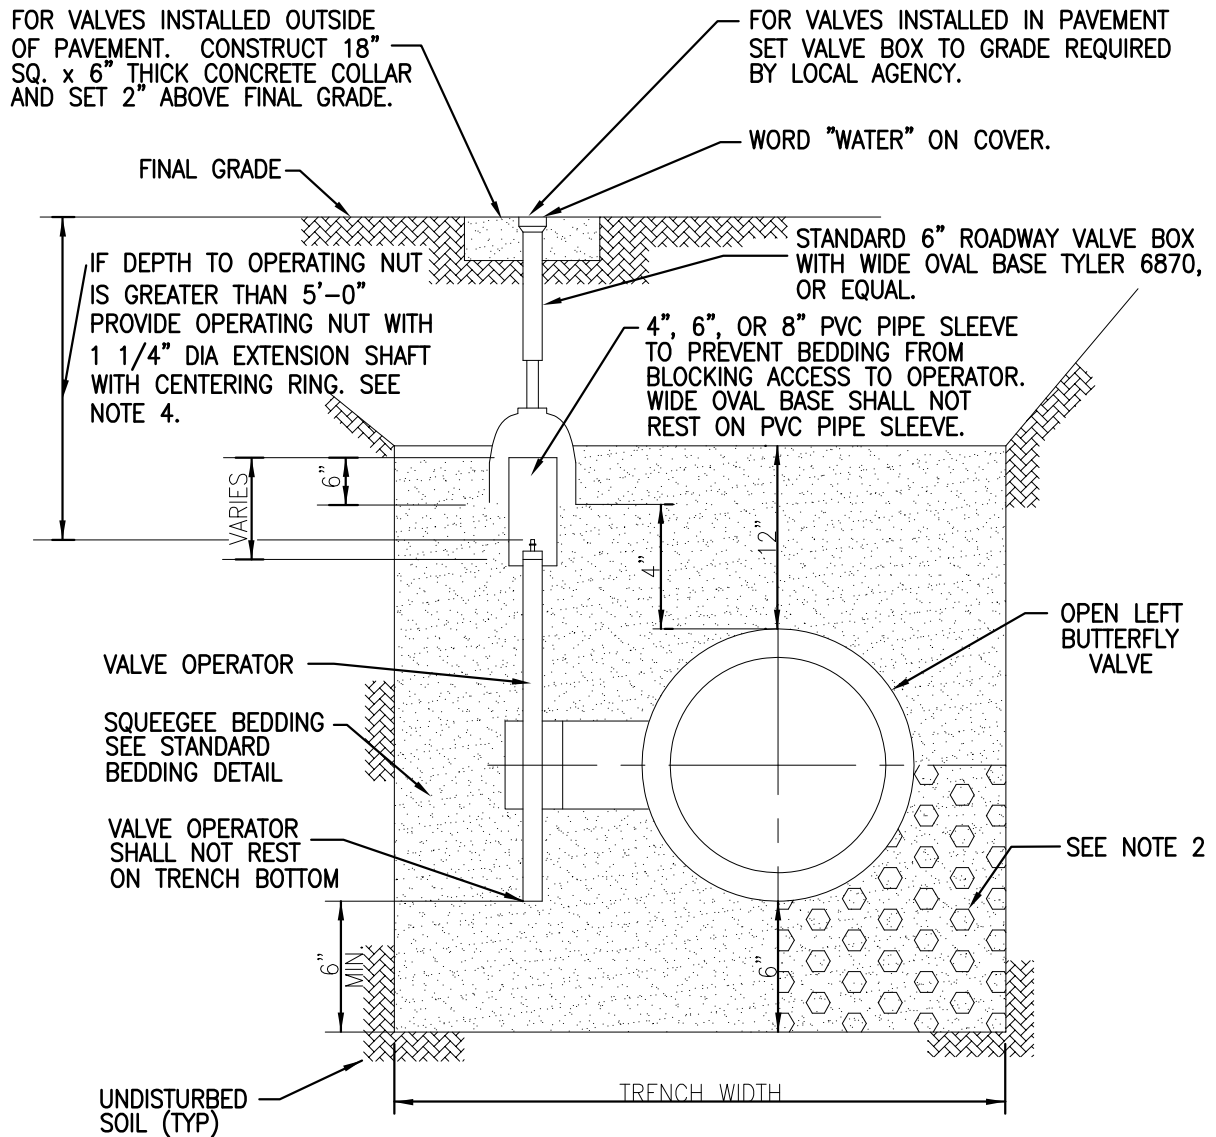 FOR VALVES INSTALLED OUTSIDE
OF PAVEMENT. CONSTRUCT 18"
SQ. x 6" THICK CONCRETE COLLAR
AND SET 2" ABOVE FINAL GRADE.
FOR VALVES INSTALLED IN PAVEMENT
SET VALVE BOX TO GRADE REQUIRED
BY LOCAL AGENCY.
WORD "WATER" ON COVER.
FINAL GRADE
STANDARD 6" ROADWAY VALVE BOX
WITH WIDE OVAL BASE TYLER 6870,
OR EQUAL.
IF DEPTH TO OPERATING NUT
IS GREATER THAN 5'-0"
PROVIDE OPERATING NUT WITH
1 1/4" DIA EXTENSION SHAFT
WITH CENTERING RING. SEE
NOTE 4.
4", 6", OR 8" PVC PIPE SLEEVE
TO PREVENT BEDDING FROM
BLOCKING ACCESS TO OPERATOR.
WIDE OVAL BASE SHALL NOT
REST ON PVC PIPE SLEEVE.
VARIES
6"
12"
4"
OPEN LEFT
BUTTERFLY
VALVE
VALVE OPERATOR
SQUEEGEE BEDDING
SEE STANDARD
BEDDING DETAIL
VALVE OPERATOR
SHALL NOT REST
ON TRENCH BOTTOM
SEE NOTE 2
6"
MIN.
6"
TRENCH WIDTH
UNDISTURBED
SOIL (TYP)